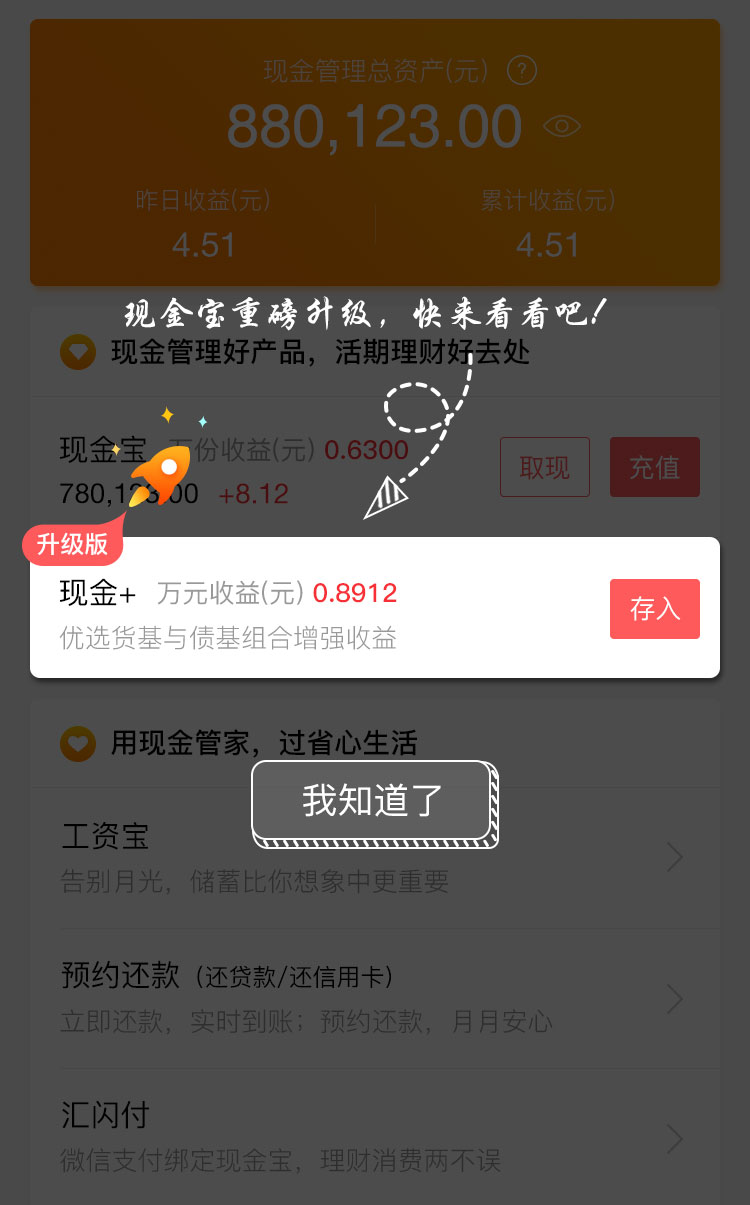 现金管理总资产(元) ?
880,123.00
昨日收益(元) 累计收益(元)
4.51 4.51
现金宝重磅升级，快来看看吧！
现金管理好产品，活期理财好去处
现金宝 万份收益(元) 0.6300 取现 充值
780,123.00 +8.12
升级版
现金+ 万元收益(元) 0.8912 存入
优选货基与债基组合增强收益
用现金管家，过省心生活
我知道了
工资宝
告别月光，储蓄比你想象中更重要
预约还款（还贷款/还信用卡）
立即还款，实时到账；预约还款，月月安心
汇闪付
微信支付绑定现金宝，理财消费两不误